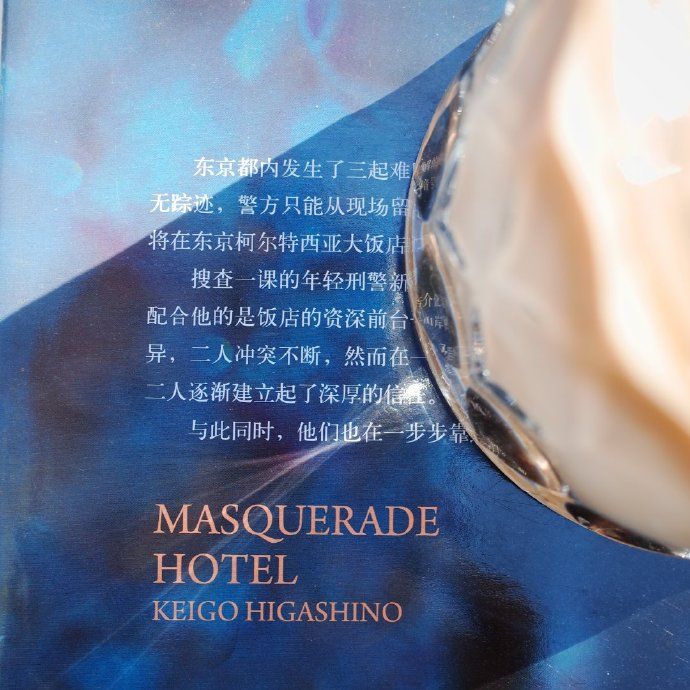 东京都内发生了三起难
无踪迹，警方只能从现场留
将在东京柯尔特西亚大饭店
搜查一课的年轻刑警新
配合他的是饭店的资深前台
异，二人冲突不断，然而在一
二人逐渐建立起了深厚的信任。
与此同时，他们也在一步步靠
MASQUERADE
HOTEL
KEIGO HIGASHINO